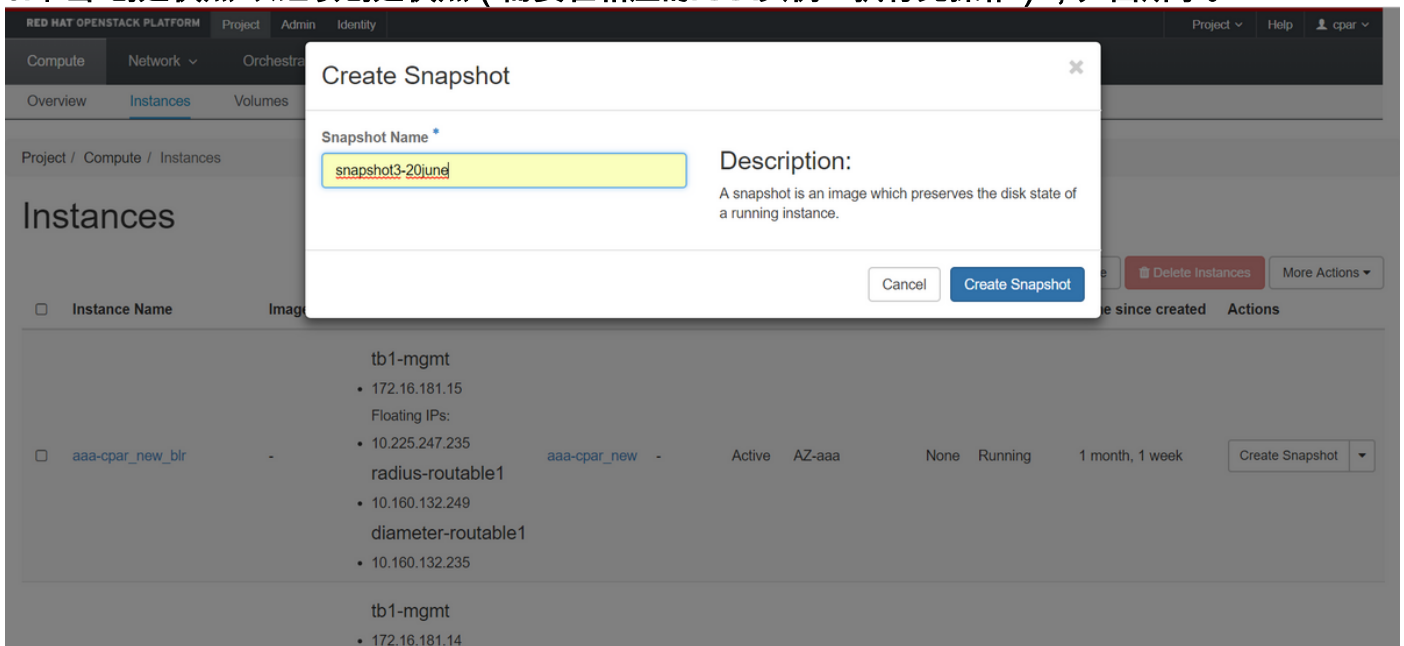 RED HAT OPENSTACK PLATFORM Project Admin Identity Project Help cpar
Compute Network Orchestra
Overview Instances Volumes
Create Snapshot
Snapshot Name *
snapshot3-20june
Description:
A snapshot is an image which preserves the disk state of
a running instance.
Cancel Create Snapshot
Project / Compute / Instances
Instances
Delete Instances More Actions
Instance Name Image since created Actions
tb1-mgmt
• 172.16.181.15
Floating IPs:
• 10.225.247.235
aaa-cpar_new_blr - aaa-cpar_new - Active AZ-aaa None Running 1 month, 1 week Create Snapshot
radius-routable1
• 10.160.132.249
diameter-routable1
• 10.160.132.235
tb1-mgmt
• 172.16.181.14